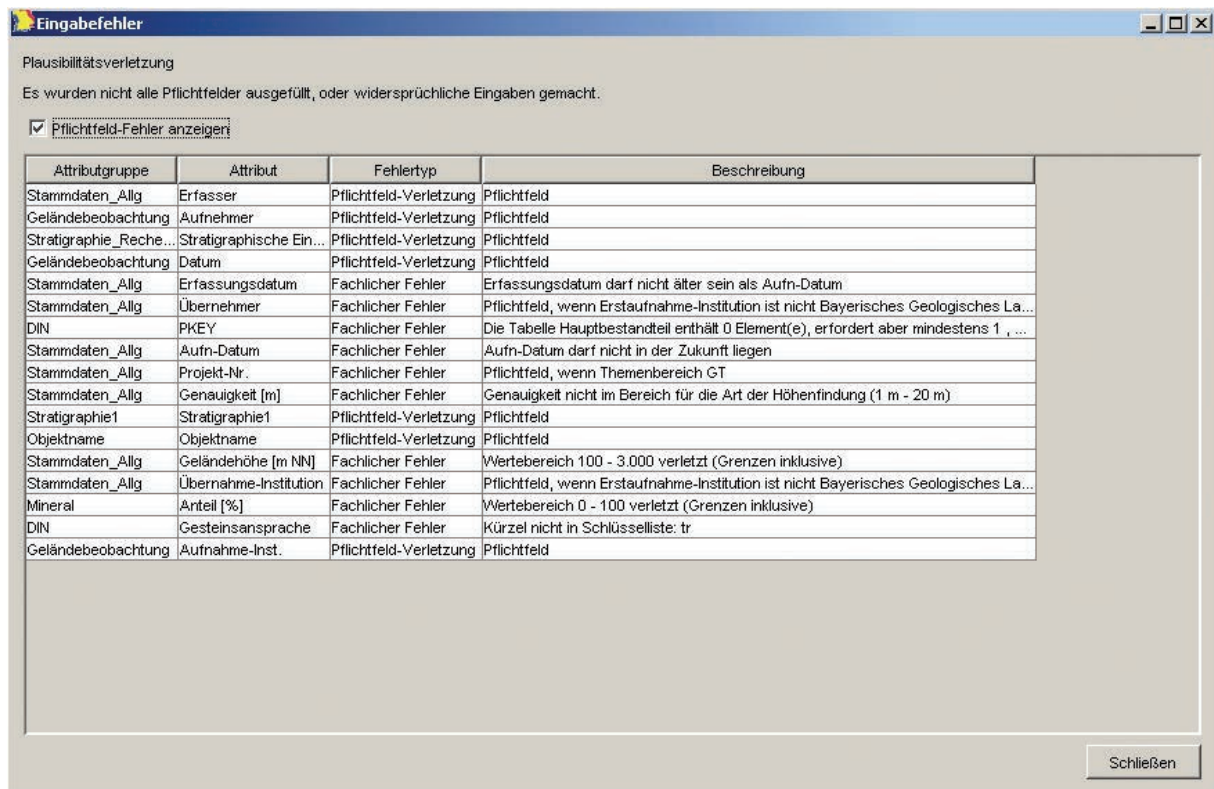 Eingabefehler
Plausibilitätsverletzung
Es wurden nicht alle Pflichtfelder ausgefüllt, oder widersprüchliche Eingaben gemacht.
Pflichtfeld-Fehler anzeigen
Attributgruppe Attribut Fehlertyp Beschreibung
Stammdaten_Allg Erfasser Pflichtfeld-Verletzung Pflichtfeld
Geländebeobachtung Aufnehmer Pflichtfeld-Verletzung Pflichtfeld
Stratigraphie_Reche... Stratigraphische Ein... Pflichtfeld-Verletzung Pflichtfeld
Geländebeobachtung Datum Pflichtfeld-Verletzung Pflichtfeld
Stammdaten_Allg Erfassungsdatum Fachlicher Fehler Erfassungsdatum darf nicht älter sein als Aufn-Datum
Stammdaten_Allg Übernehmer Fachlicher Fehler Pflichtfeld, wenn Erstaufnahme-Institution ist nicht Bayerisches Geologisches La...
DIN PKEY Fachlicher Fehler Die Tabelle Hauptbestandteil enthält 0 Element(e), erfordert aber mindestens 1 , ...
Stammdaten_Allg Aufn-Datum Fachlicher Fehler Aufn-Datum darf nicht in der Zukunft liegen
Stammdaten_Allg Projekt-Nr. Fachlicher Fehler Pflichtfeld, wenn Themenbereich GT
Stammdaten_Allg Genauigkeit [m] Fachlicher Fehler Genauigkeit nicht im Bereich für die Art der Höhenfindung (1 m - 20 m)
Stratigraphie1 Stratigraphie1 Pflichtfeld-Verletzung Pflichtfeld
Objektname Objektname Pflichtfeld-Verletzung Pflichtfeld
Stammdaten_Allg Geländehöhe [m NN] Fachlicher Fehler Wertebereich 100 - 3.000 verletzt (Grenzen inklusive)
Stammdaten_Allg Übernahme-Institution Fachlicher Fehler Pflichtfeld, wenn Erstaufnahme-Institution ist nicht Bayerisches Geologisches La...
Mineral Anteil [%] Fachlicher Fehler Wertebereich 0 - 100 verletzt (Grenzen inklusive)
DIN Gesteinsansprache Fachlicher Fehler Kürzel nicht in Schlüsselliste: tr
Geländebeobachtung Aufnahme-Inst. Pflichtfeld-Verletzung Pflichtfeld
Schließen